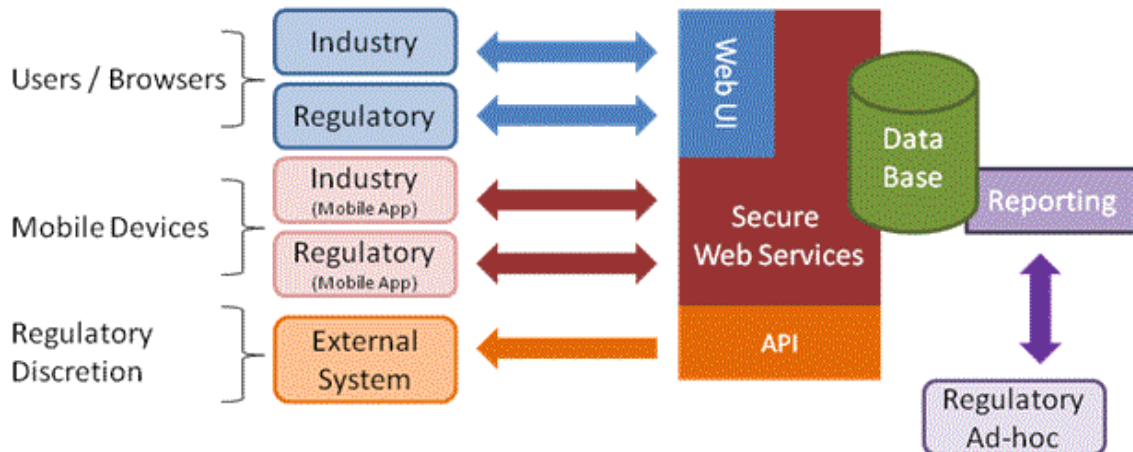 Users / Browsers
Industry
Regulatory
Mobile Devices
Industry
(Mobile App)
Regulatory
(Mobile App)
Regulatory
Discretion
External
System
Web UI
Secure
Web Services
API
Data
Base
Reporting
Regulatory
Ad-hoc